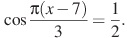 cos π(x − 7)/3 = 1/2.